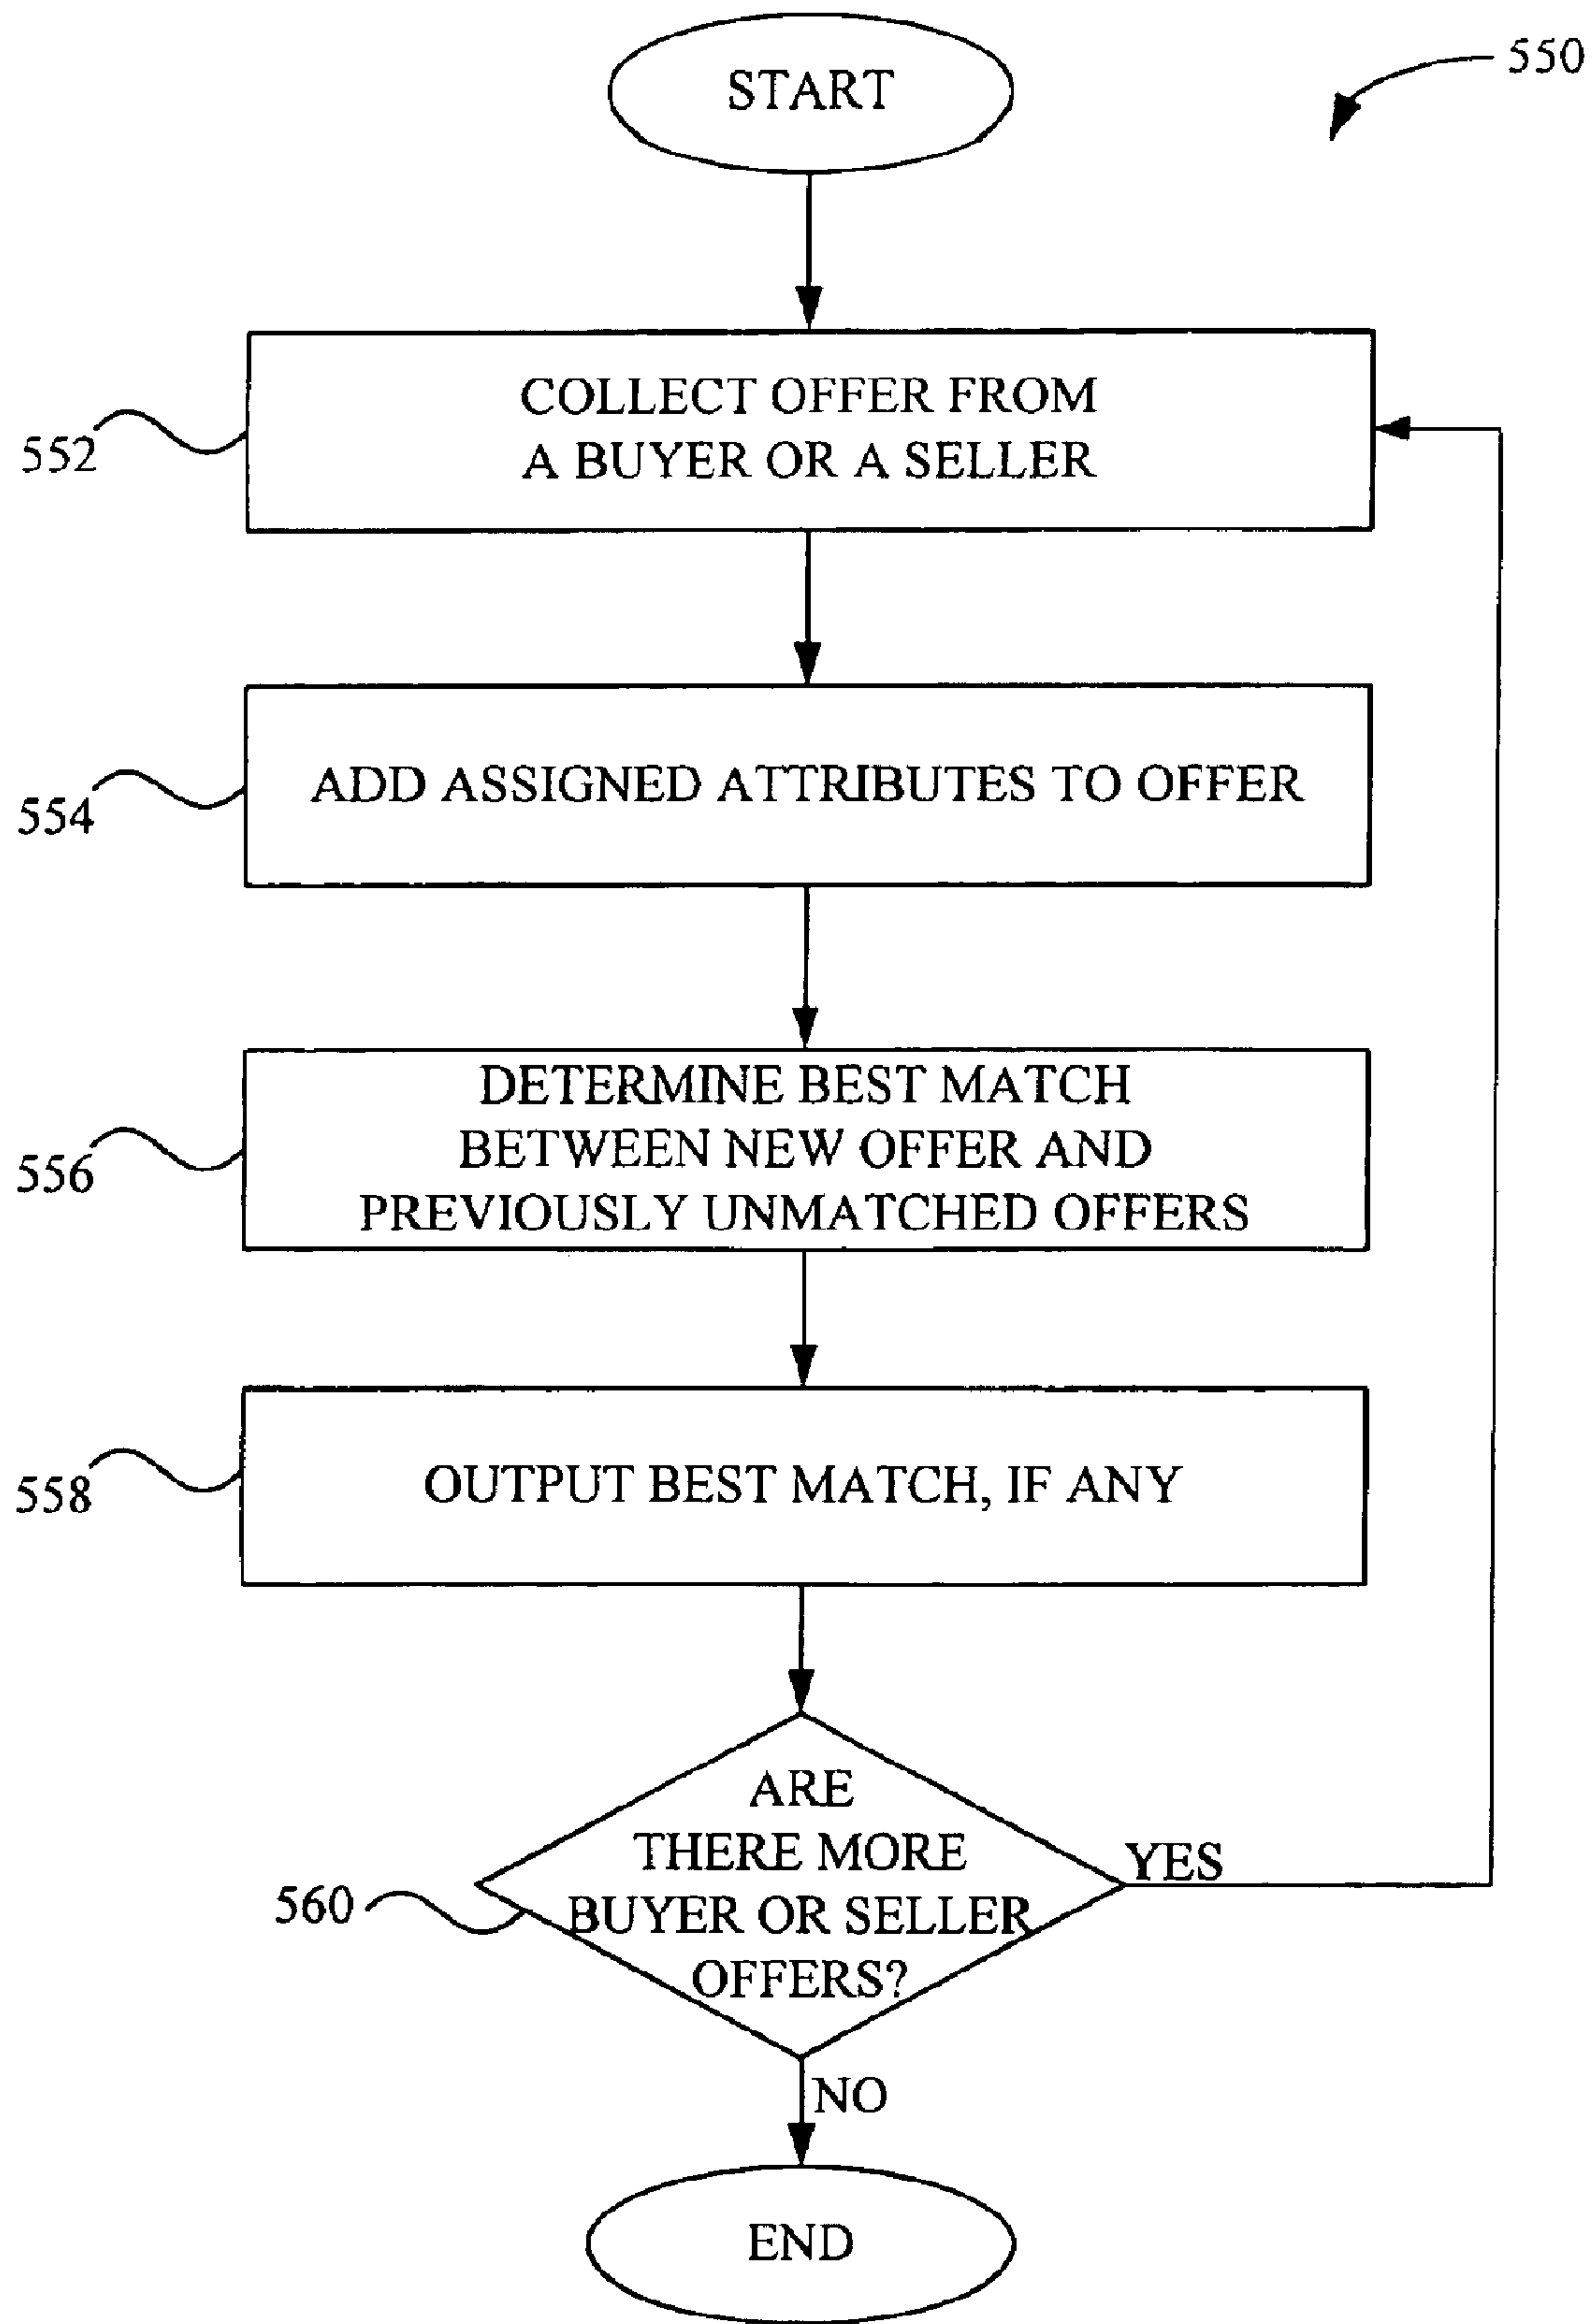 START
550
COLLECT OFFER FROM
A BUYER OR A SELLER
552
ADD ASSIGNED ATTRIBUTES TO OFFER
554
DETERMINE BEST MATCH
BETWEEN NEW OFFER AND
PREVIOUSLY UNMATCHED OFFERS
556
OUTPUT BEST MATCH, IF ANY
558
ARE
THERE MORE
BUYER OR SELLER
OFFERS?
YES
560
NO
END